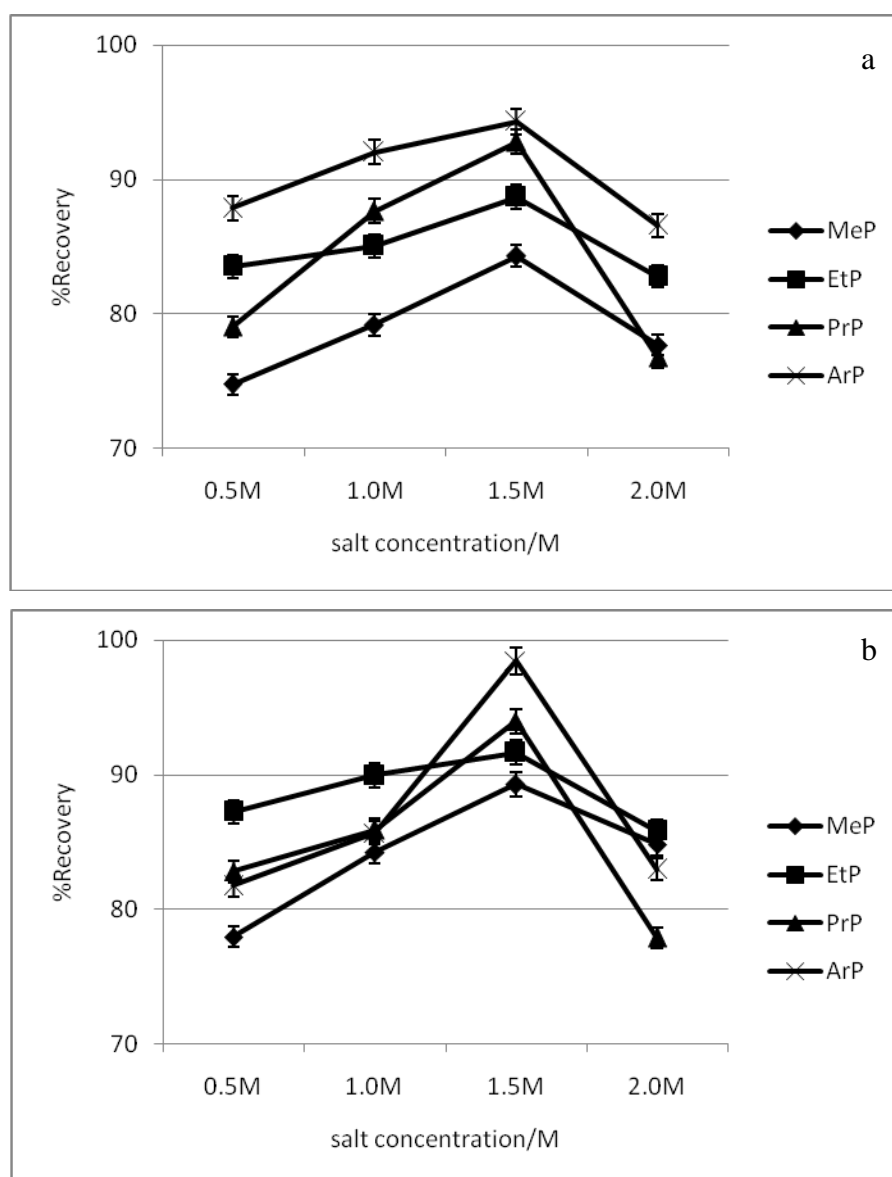 a
100
90
80
70
%Recovery
0.5M 1.0M 1.5M 2.0M
salt concentration/M
MeP
EtP
PrP
ArP
b
100
90
80
70
%Recovery
0.5M 1.0M 1.5M 2.0M
salt concentration/M
MeP
EtP
PrP
ArP